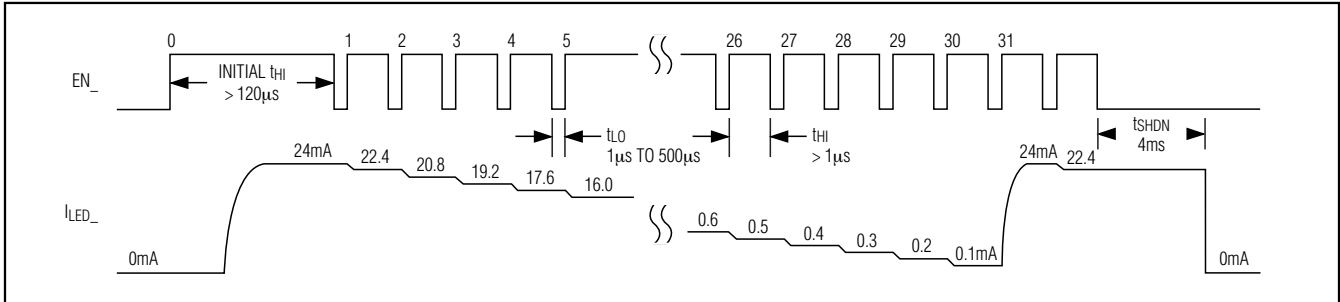 0 1 2 3 4 5 26 27 28 29 30 31
EN_
INITIAL tHI
> 120µs
tLO
1µs TO 500µs
tHI
> 1µs
tSHDN
4ms
ILED_
0mA
24mA
22.4
20.8
19.2
17.6
16.0
0.6
0.5
0.4
0.3
0.2
0.1mA
24mA
22.4
0mA